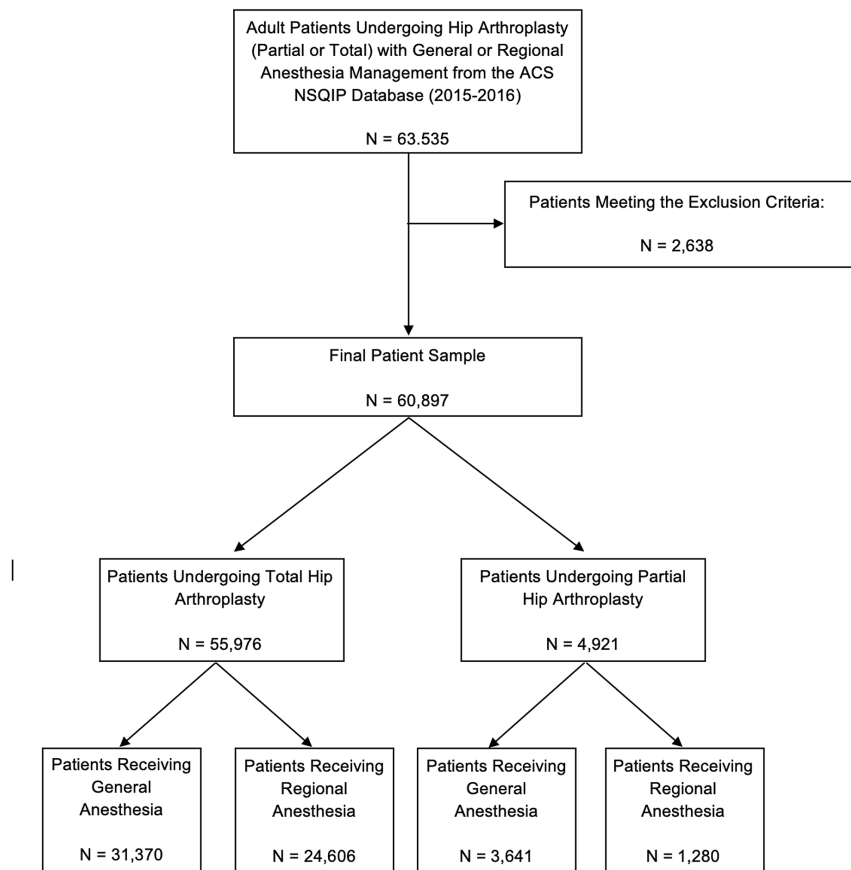 Adult Patients Undergoing Hip Arthroplasty
(Partial or Total) with General or Regional
Anesthesia Management from the ACS
NSQIP Database (2015-2016)
N = 63.535
Patients Meeting the Exclusion Criteria:
N = 2,638
Final Patient Sample
N = 60,897
Patients Undergoing Total Hip
Arthroplasty
N = 55,976
Patients Undergoing Partial
Hip Arthroplasty
N = 4,921
Patients Receiving
General
Anesthesia
N = 31,370
Patients Receiving
Regional
Anesthesia
N = 24,606
Patients Receiving
General
Anesthesia
N = 3,641
Patients Receiving
Regional
Anesthesia
N = 1,280